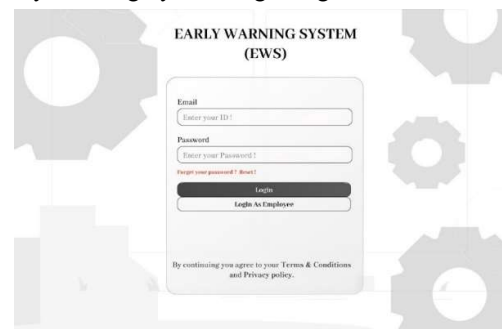 EARLY WARNING SYSTEM
(EWS)
Email
Enter your ID !
Password
Enter your Password !
Forget your password ? Reset !
Login
Login As Employee
By continuing you agree to your Terms & Conditions
and Privacy policy.